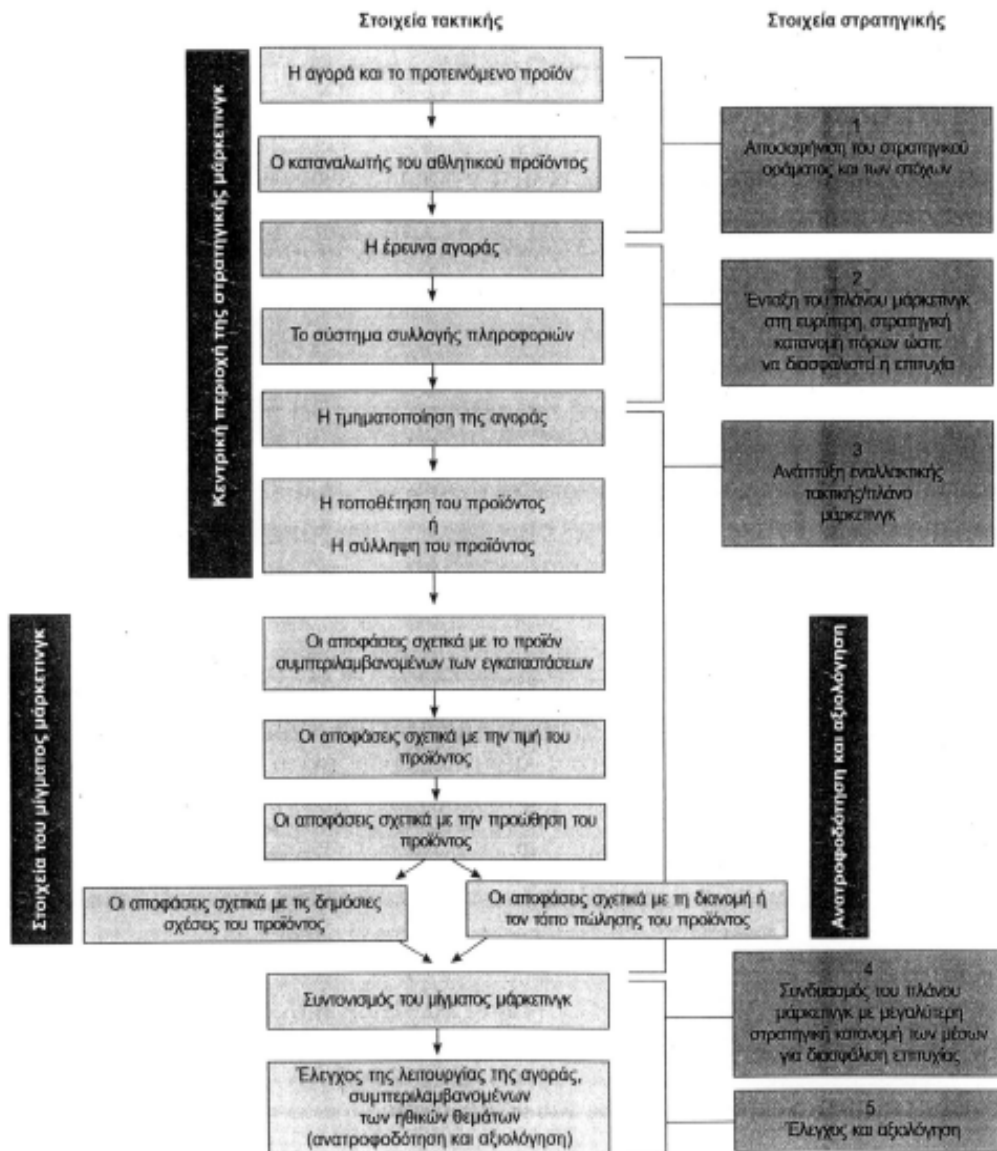 Στοιχεία τακτικής
Στοιχεία στρατηγικής
Κεντρική περιοχή της στρατηγικής μάρκετινγκ
Η αγορά και το προτεινόμενο προϊόν
Ο καταναλωτής του αθλητικού προϊόντος
Η έρευνα αγοράς
Το σύστημα συλλογής πληροφοριών
Η τμηματοποίηση της αγοράς
Η τοποθέτηση του προϊόντος
ή
Η σύλληψη του προϊόντος
1
Αποσαφήνιση του στρατηγικού
οράματος και των στόχων
2
Ένταξη του πλάνου μάρκετινγκ
στη ευρύτερη, στρατηγική
κατανομή πόρων ώστε
να διασφαλιστεί η επιτυχία
3
Ανάπτυξη εναλλακτικής
τακτικής/πλάνο
μάρκετινγκ
Στοιχεία του μίγματος μάρκετινγκ
Οι αποφάσεις σχετικά με το προϊόν
συμπεριλαμβανομένων των εγκαταστάσεων
Οι αποφάσεις σχετικά με την τιμή του
προϊόντος
Οι αποφάσεις σχετικά με την προώθηση του
προϊόντος
Οι αποφάσεις σχετικά με τις δημόσιες
σχέσεις του προϊόντος
Οι αποφάσεις σχετικά με τη διανομή ή
τον τόπο πώλησης του προϊόντος
Ανατροφοδότηση και αξιολόγηση
Συντονισμός του μίγματος μάρκετινγκ
Έλεγχος της λειτουργίας της αγοράς,
συμπεριλαμβανομένων
των ηθικών θεμάτων
(ανατροφοδότηση και αξιολόγηση)
4
Συνδυασμός του πλάνου
μάρκετινγκ με μεγαλύτερη
στρατηγική κατανομή των μέσων
για διασφάλιση επιτυχίας
5
Έλεγχος και αξιολόγηση